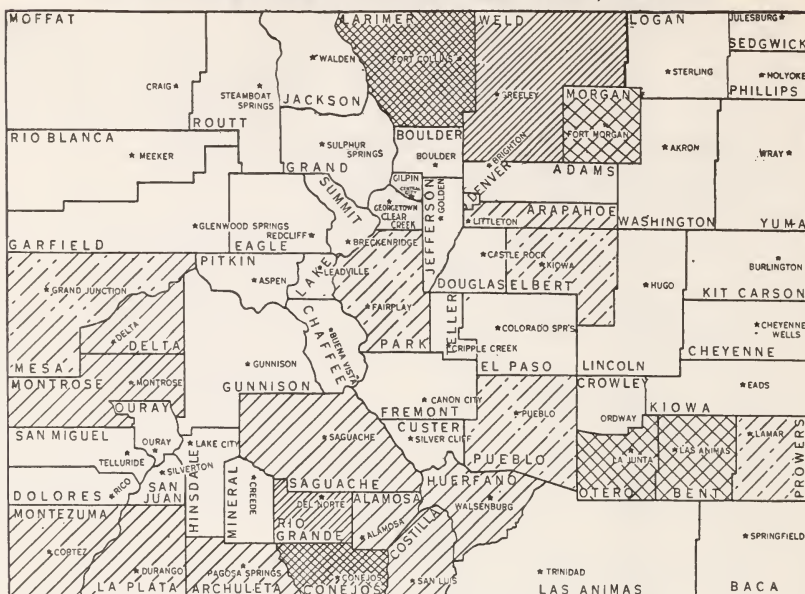 MOFFAT
LARIMER
WELD
LOGAN
JULESBURG
SEDGWICK
WALDEN
FORT COLLINS
STERLING
HOLYOKE
PHILLIPS
CRAIG
STEAMBOAT
SPRINGS
JACKSON
GREELEY
MORGAN
ROUTT
FORT MORGAN
RIO BLANCA
SULPHUR
SPRINGS
BOULDER
MEEKER
BOULDER
BRIGHTON
AKRON
WRAY
GRAND
GILPIN
CENTRAL
CITY
ADAMS
SUMMIT
GEORGETOWN
CLEAR
CREEK
JEFFERSON
GOLDEN
DENVER
LITTLETON
ARAPAHOE
WASHINGTON
YUMA
GLENWOOD SPRINGS
REDCLIFF
BRECKENRIDGE
GARFIELD
EAGLE
PITKIN
ASPEN
LAKE
LEADVILLE
CASTLE ROCK
KIOWA
BURLINGTON
GRAND JUNCTION
FAIRPLAY
DOUGLAS
ELBERT
HUGO
KIT CARSON
DELTA
DELTA
CHAFFEE
BUENA VISTA
PARK
TELLER
COLORADO SPR'S
CRIPPLE CREEK
CHEYENNE
WELLS
MESA
GUNNISON
EL PASO
LINCOLN
CHEYENNE
MONTROSE
MONTROSE
GUNNISON
CROWLEY
EADS
OURAY
CANON CITY
PUEBLO
ORDWAY
KIOWA
SAN MIGUEL
OURAY
LAKE CITY
SAGUACHE
FREMONT
CUSTER
SILVER CLIFF
PUEBLO
LA JUNTA
LAS ANIMAS
LAMAR
PROWERS
TELLURIDE
SILVERTON
DOLORES
RICO
SAN
JUAN
HINSDALE
MINERAL
CREEDE
SAGUACHE
HUERFANO
OTERO
BENT
MONTEZUMA
DEL NORTE
ALAMOSA
WALSENBURG
RIO
GRANDE
ALAMOSA
COSTILLA
CORTEZ
SPRINGFIELD
DURANGO
PAGOSA SPRINGS
CONEJOS
SAN LUIS
TRINIDAD
LA PLATA
ARCHULETA
CONEJOS
LAS ANIMAS
BACA